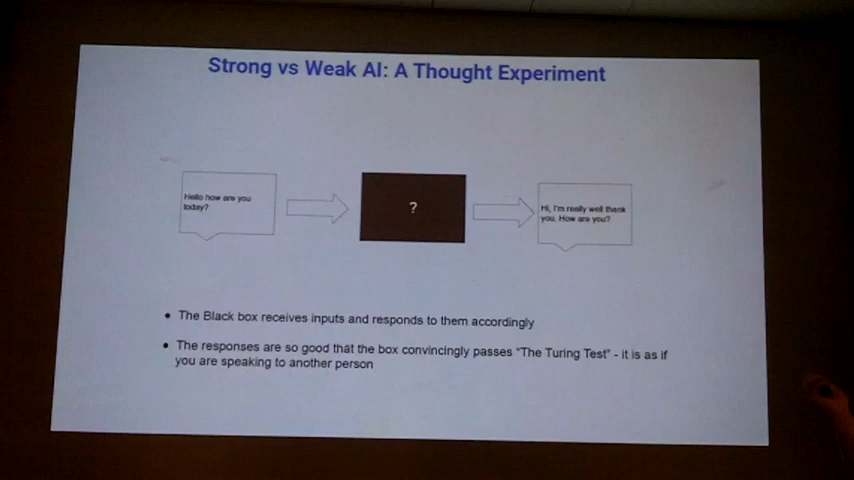 Strong vs Weak AI: A Thought Experiment
Hello how are you
today?
?
Hi, I'm really well thank
you, How are you?
• The Black box receives inputs and responds to them accordingly
• The responses are so good that the box convincingly passes "The Turing Test" - it is as if
you are speaking to another person